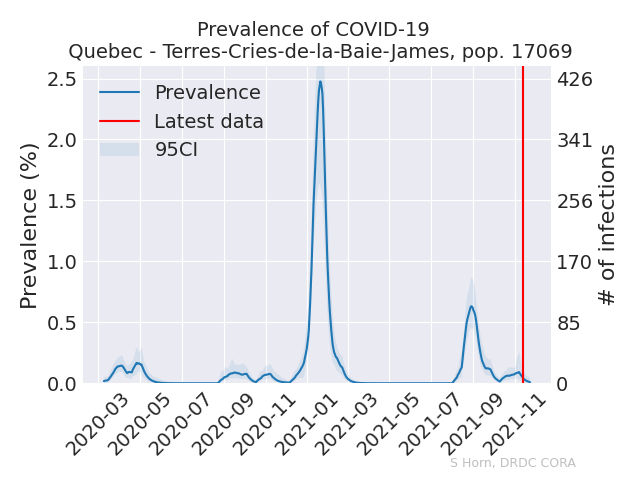 Prevalence of COVID-19
Quebec - Terres-Cries-de-la-Baie-James, pop. 17069
Prevalence (%)
2.5
2.0
1.5
1.0
0.5
0.0
Prevalence
Latest data
95CI
426
341
256
170
85
0
# of infections
2020-03
2020-05
2020-07
2020-09
2020-11
2021-01
2021-03
2021-05
2021-07
2021-09
2021-11
S Horn, DRDC CORA